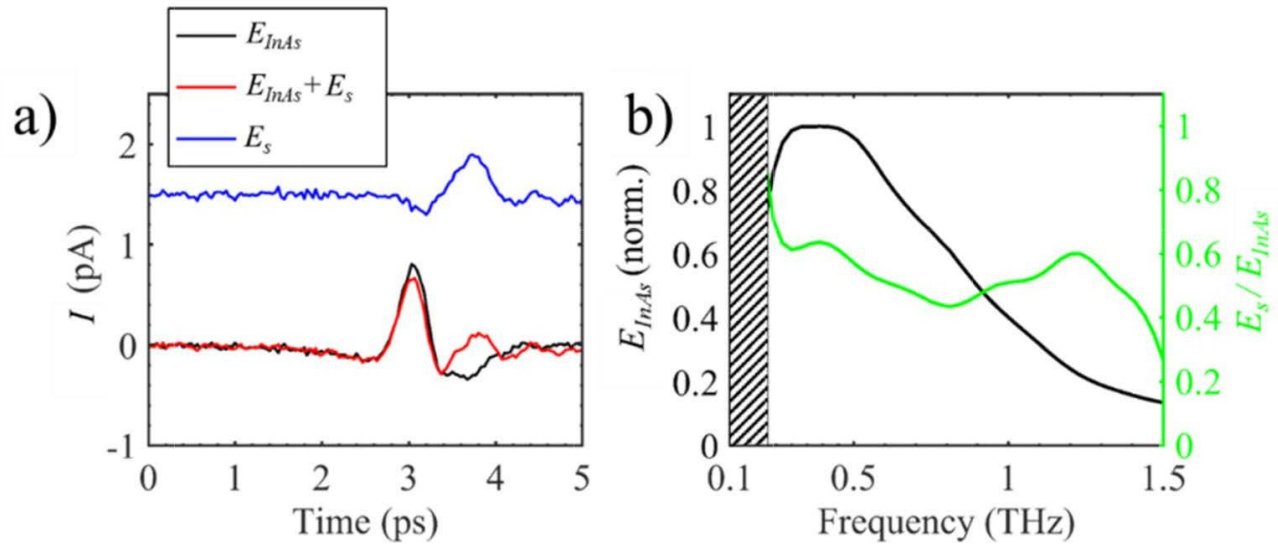 E_InAs
E_InAs+E_s
E_s
a)
2
1
0
-1
I (pA)
0 1 2 3 4 5
Time (ps)
b)
1
0.8
0.6
0.4
0.2
0
E_InAs (norm.)
0.1 0.5 1 1.5
Frequency (THz)
1
0.8
0.6
0.4
0.2
0
E_s / E_InAs